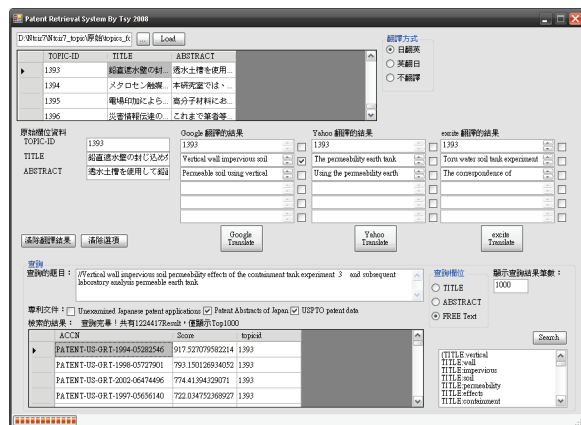 Patent Retrieval System By Tsy 2008
D:\Ntcir7\Ntcir7_topic\原始\topics_fo
...
Load
翻譯方式
日翻英
英翻日
不翻譯
TOPIC-ID TITLE ABSTRACT
1393 鉛直遮水壁の封... 透水土槽を使用...
1394 メタロセン触媒... 本研究室では、...
1395 電場印加による... 高分子材料にお...
1396 災害情報伝達の... これまで筆者等...
原始欄位資料 Google 翻譯的結果 Yahoo 翻譯的結果 excite 翻譯的結果
TOPIC-ID 1393 1393 1393 1393
TITLE 鉛直遮水壁の封じ込め Vertical wall impervious soil The permeability earth tank Toru water soil tank experiment
ABSTRACT 透水土槽を使用して鉛 Permeable soil using vertical Using the permeability earth The correspondence of
清除翻譯結果 清除選項
Google Translate
Yahoo Translate
excite Translate
查詢
查詢的題目: //Vertical wall impervious soil permeability effects of the containment tank experiment 3 and subsequent
laboratory analysis permeable earth tank
查詢欄位
TITLE
ABSTRACT
FREE Text
顯示查詢結果筆數:
1000
專利文件: Unexamined Japanese patent applications Patent Abstracts of Japan USPTO patent data
檢索的結果: 查詢完畢!共有1224417Result,僅顯示Top1000
Search
ACCN Score topicid
PATENT-US-GRT-1994-05282546 917.527079582214 1393
PATENT-US-GRT-1998-05727901 793.150126934052 1393
PATENT-US-GRT-2002-06474496 774.41394329071 1393
PATENT-US-GRT-1997-05656140 722.034752368927 1393
(TITLE:vertical
TITLE:wall
TITLE:impervious
TITLE:soil
TITLE:permeability
TITLE:effects
TITLE:containment